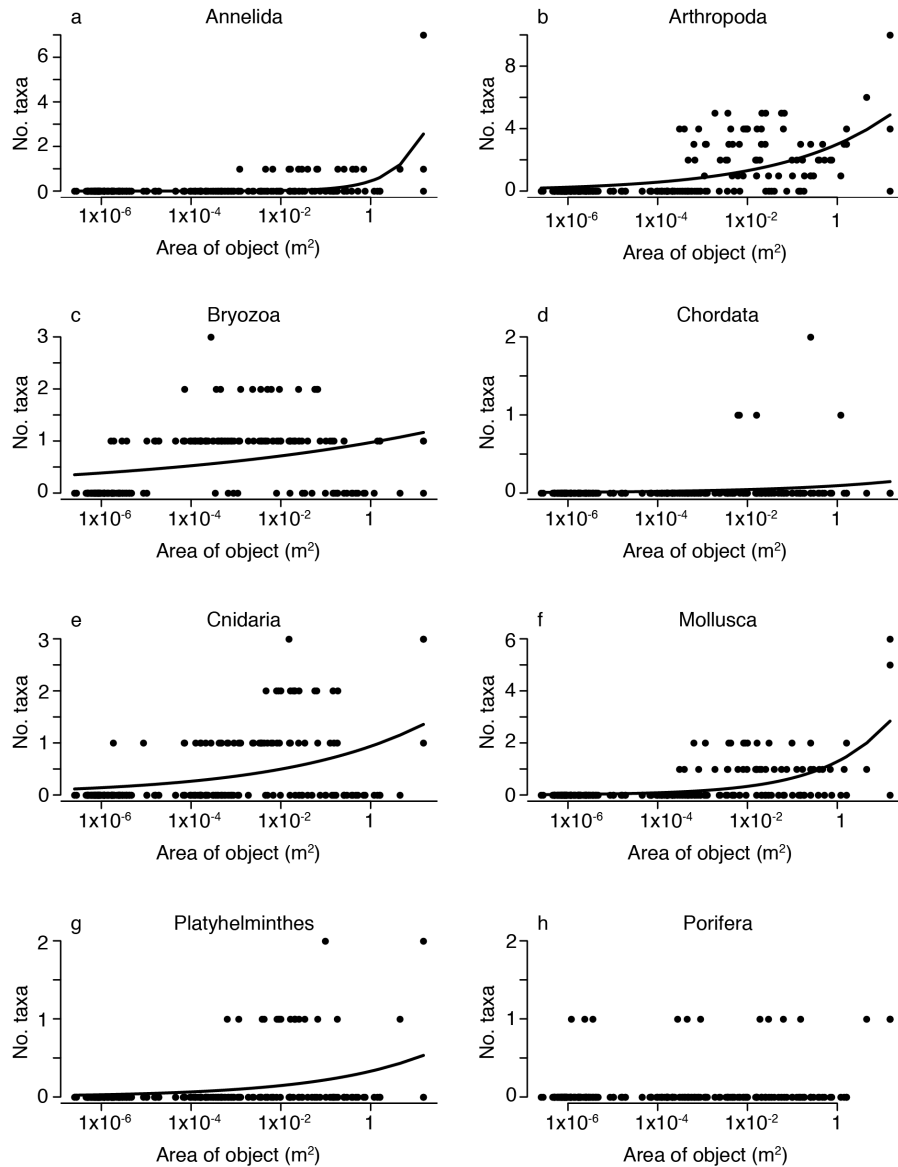 a Annelida
No. taxa
6
4
2
0
1x10⁻⁶ 1x10⁻⁴ 1x10⁻² 1
Area of object (m²)
b Arthropoda
No. taxa
8
4
0
1x10⁻⁶ 1x10⁻⁴ 1x10⁻² 1
Area of object (m²)
c Bryozoa
No. taxa
3
2
1
0
1x10⁻⁶ 1x10⁻⁴ 1x10⁻² 1
Area of object (m²)
d Chordata
No. taxa
2
1
0
1x10⁻⁶ 1x10⁻⁴ 1x10⁻² 1
Area of object (m²)
e Cnidaria
No. taxa
3
2
1
0
1x10⁻⁶ 1x10⁻⁴ 1x10⁻² 1
Area of object (m²)
f Mollusca
No. taxa
6
4
2
0
1x10⁻⁶ 1x10⁻⁴ 1x10⁻² 1
Area of object (m²)
g Platyhelminthes
No. taxa
2
1
0
1x10⁻⁶ 1x10⁻⁴ 1x10⁻² 1
Area of object (m²)
h Porifera
No. taxa
2
1
0
1x10⁻⁶ 1x10⁻⁴ 1x10⁻² 1
Area of object (m²)